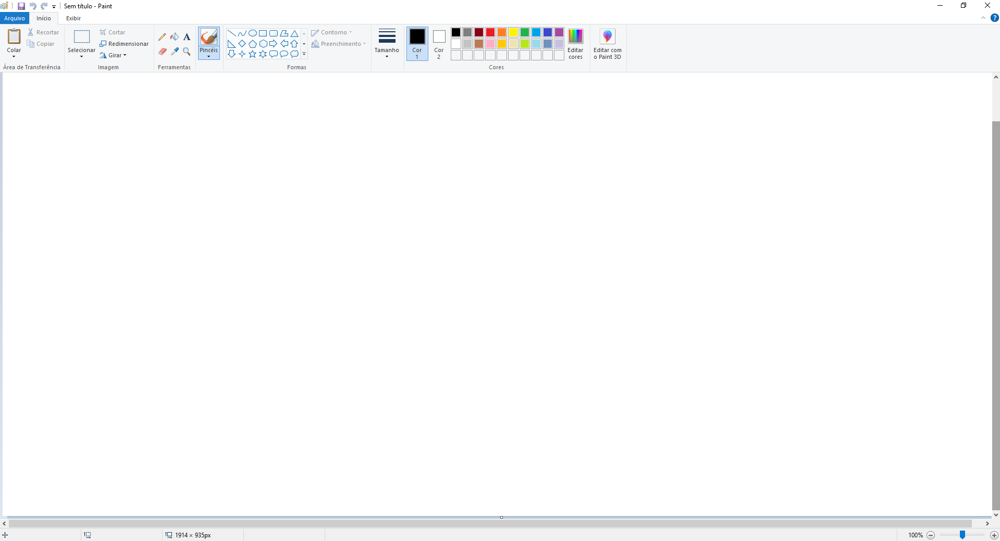 Sem título - Paint
Arquivo Início Exibir
Colar
Recortar
Copiar
Área de Transferência
Selecionar
Cortar
Redimensionar
Girar
Imagem
A
Ferramentas
Pincéis
Contorno
Preenchimento
Formas
Tamanho
Cor
1
Cor
2
Editar
cores
Cores
Editar com
o Paint 3D
?
1914 × 935px
100%